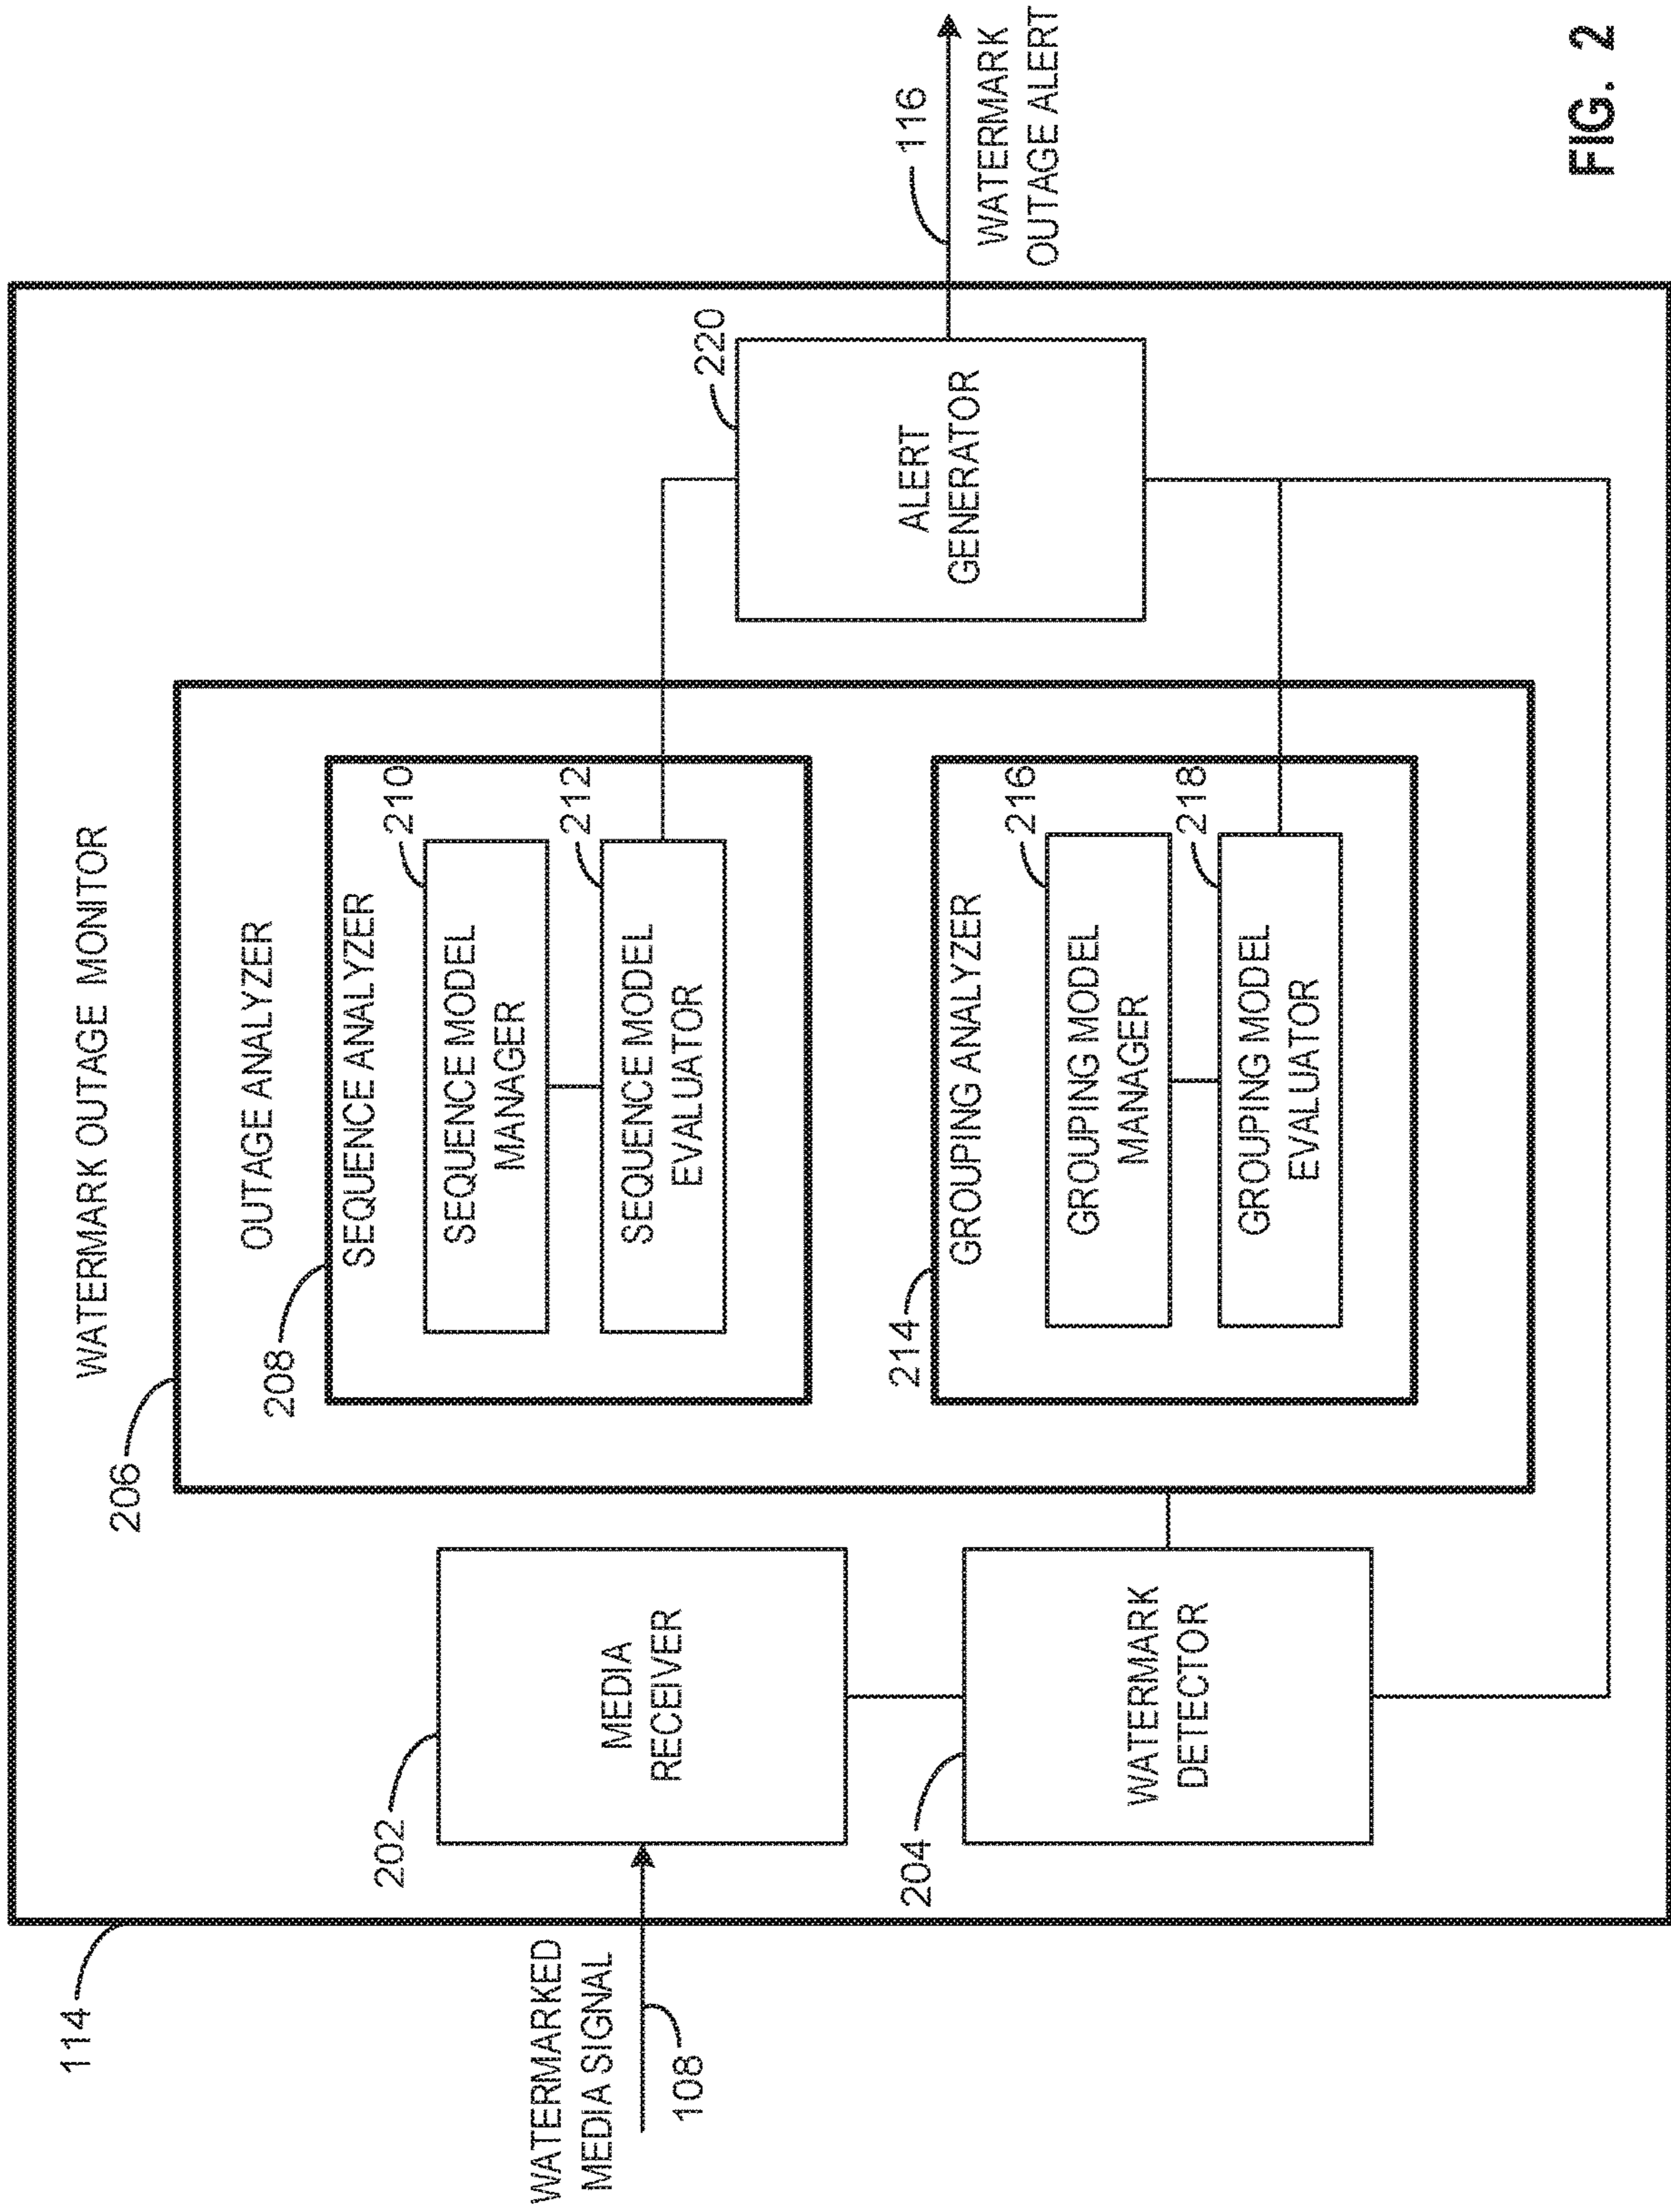 114
WATERMARK OUTAGE MONITOR
206
OUTAGE ANALYZER
208
SEQUENCE ANALYZER
210
SEQUENCE MODEL
MANAGER
212
SEQUENCE MODEL
EVALUATOR
214
GROUPING ANALYZER
216
GROUPING MODEL
MANAGER
218
GROUPING MODEL
EVALUATOR
WATERMARKED
MEDIA SIGNAL
108
202
MEDIA
RECEIVER
204
WATERMARK
DETECTOR
220
ALERT
GENERATOR
116
WATERMARK
OUTAGE ALERT
FIG. 2